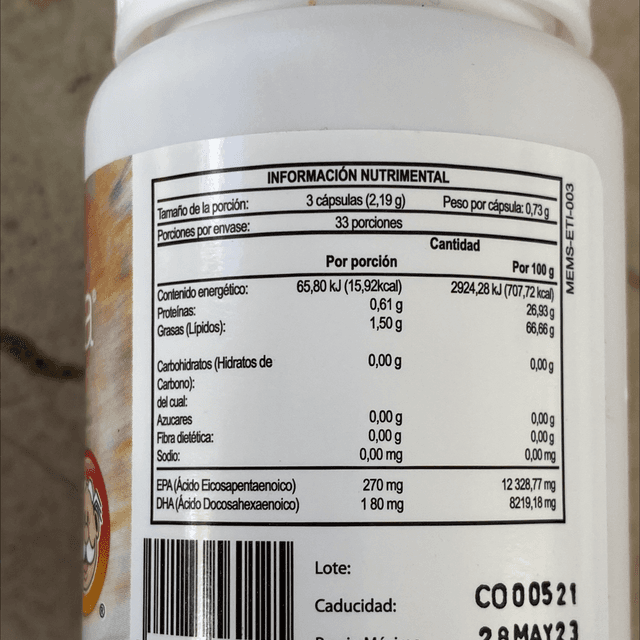 INFORMACIÓN NUTRIMENTAL
Tamaño de la porción: 3 cápsulas (2,19 g) Peso por cápsula: 0,73 g
Porciones por envase: 33 porciones
Cantidad
Por porción Por 100 g
Contenido energético: 65,80 kJ (15,92kcal) 2924,28 kJ (707,72 kcal)
Proteínas: 0,61 g 26,93 g
Grasas (Lípidos): 1,50 g 66,66 g
Carbohidratos (Hidratos de 0,00 g 0,00 g
Carbono):
del cual:
Azucares 0,00 g 0,00 g
Fibra dietética: 0,00 g 0,00 g
Sodio: 0,00 mg 0,00 mg
EPA (Ácido Eicosapentaenoico) 270 mg 12 328,77 mg
DHA (Ácido Docosahexaenoico) 1 80 mg 8219,18 mg
MEMS-ETI-003
Lote: CO00521
Caducidad: 28 MAY23